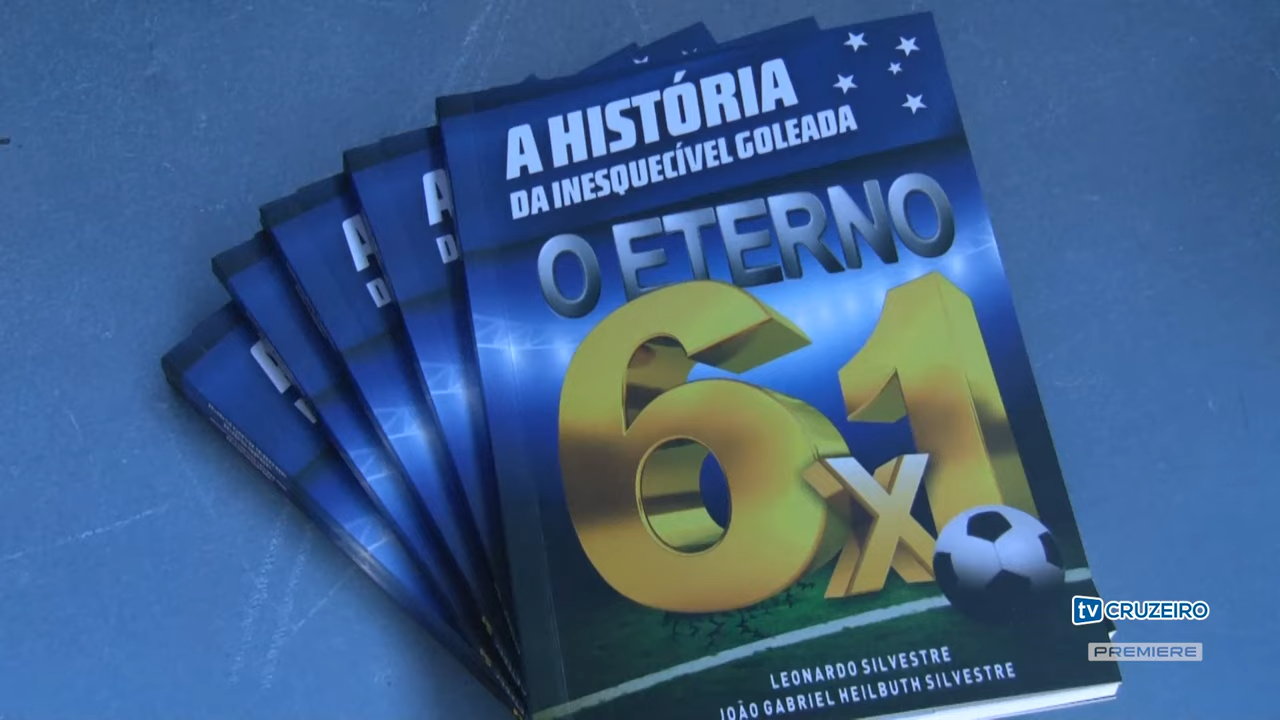 A HISTÓRIA
DA INESQUECÍVEL GOLEADA
O ETERNO
6x1
LEONARDO SILVESTRE
JOÃO GABRIEL HEILBUTH SILVESTRE
tv CRUZEIRO
PREMIERE